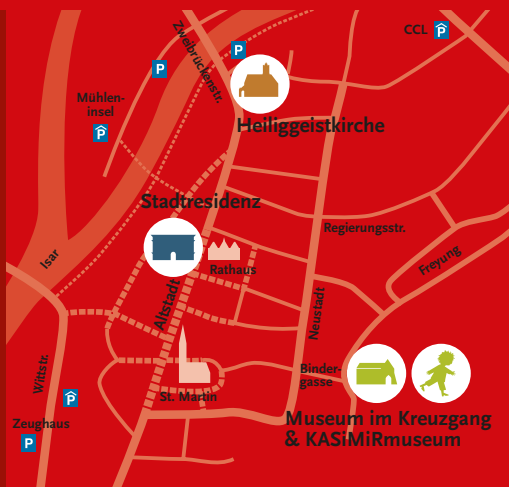 Zweibrückenstr.
CCL
P
P
P
P
Mühlen-
insel
P
Heiliggeistkirche
Stadtresidenz
Regierungsstr.
Isar
Rathaus
Freyung
Altstadt
Neustadt
Wittstr.
Binder-
gasse
P
St. Martin
Zeughaus
P
Museum im Kreuzgang
& KASiMiRmuseum